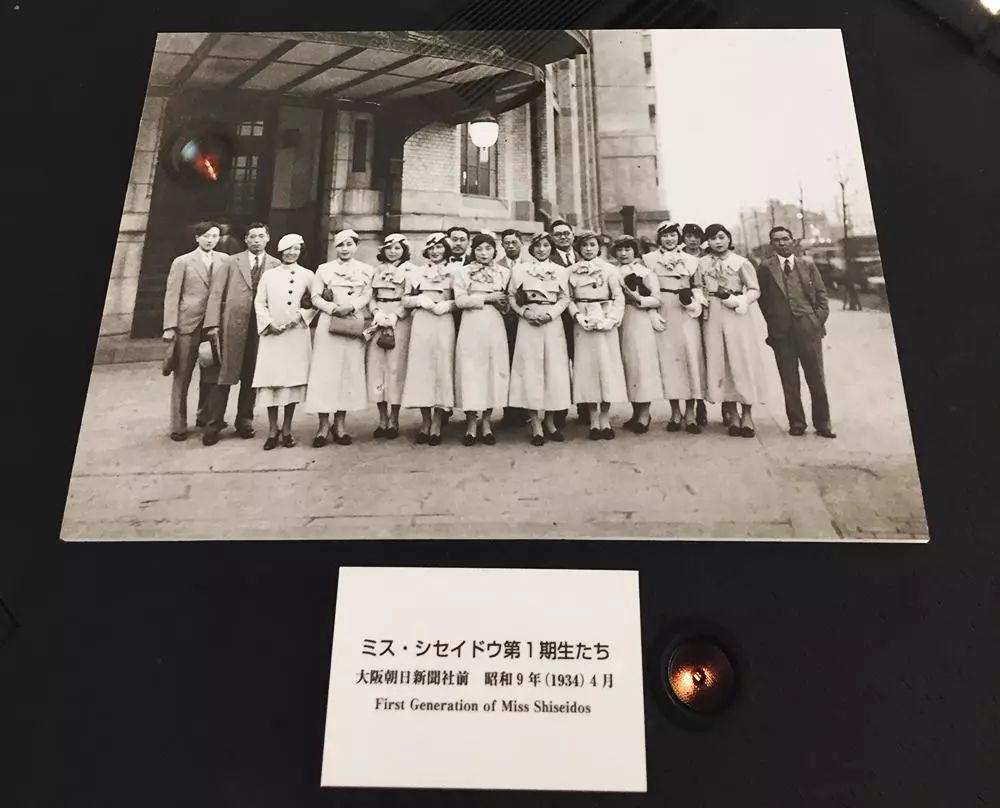 ミス・シセイドウ第1期生たち
大阪朝日新聞社前　昭和9年(1934)4月
First Generation of Miss Shiseidos